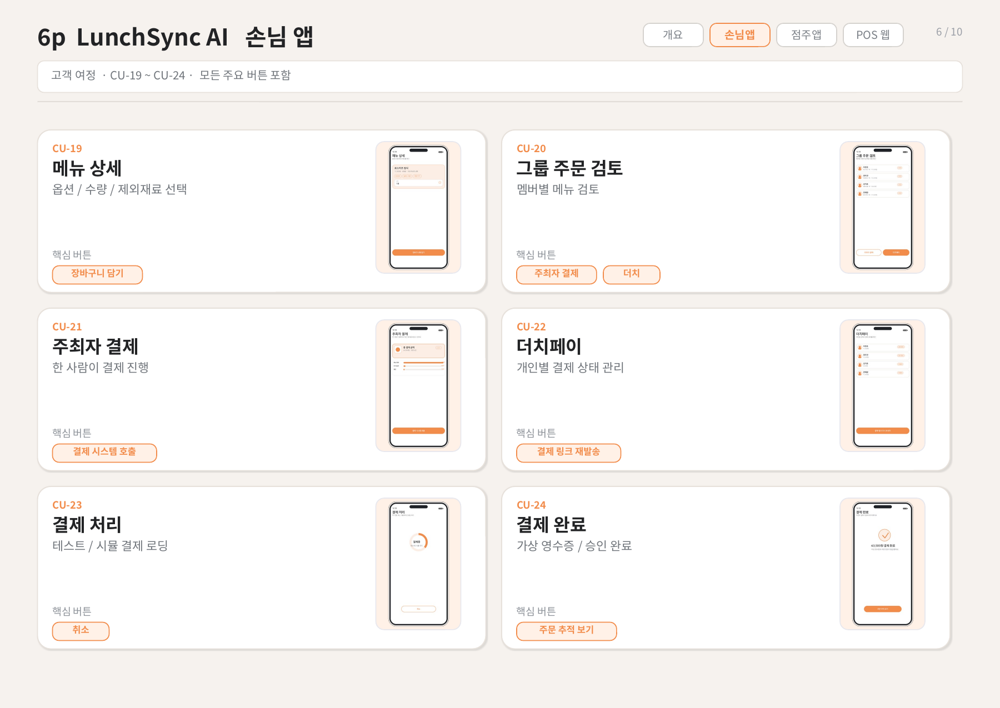 6p LunchSync AI 손님 앱
개요
손님앱
점주앱
POS 웹
6 / 10
고객 여정 · CU-19 ~ CU-24 · 모든 주요 버튼 포함
CU-19
메뉴 상세
옵션 / 수량 / 제외재료 선택
핵심 버튼
장바구니 담기
메뉴 상세
CU-20
그룹 주문 검토
멤버별 메뉴 검토
핵심 버튼
주최자 결제
더치
그룹 주문 검토
CU-21
주최자 결제
한 사람이 결제 진행
핵심 버튼
결제 시스템 호출
주최자 결제
총 결제 금액
CU-22
더치페이
개인별 결제 상태 관리
핵심 버튼
결제 링크 재발송
더치페이
CU-23
결제 처리
테스트 / 시뮬 결제 로딩
핵심 버튼
취소
결제 처리
결제중
CU-24
결제 완료
가상 영수증 / 승인 완료
핵심 버튼
주문 추적 보기
결제 완료
43,500원 결제 완료